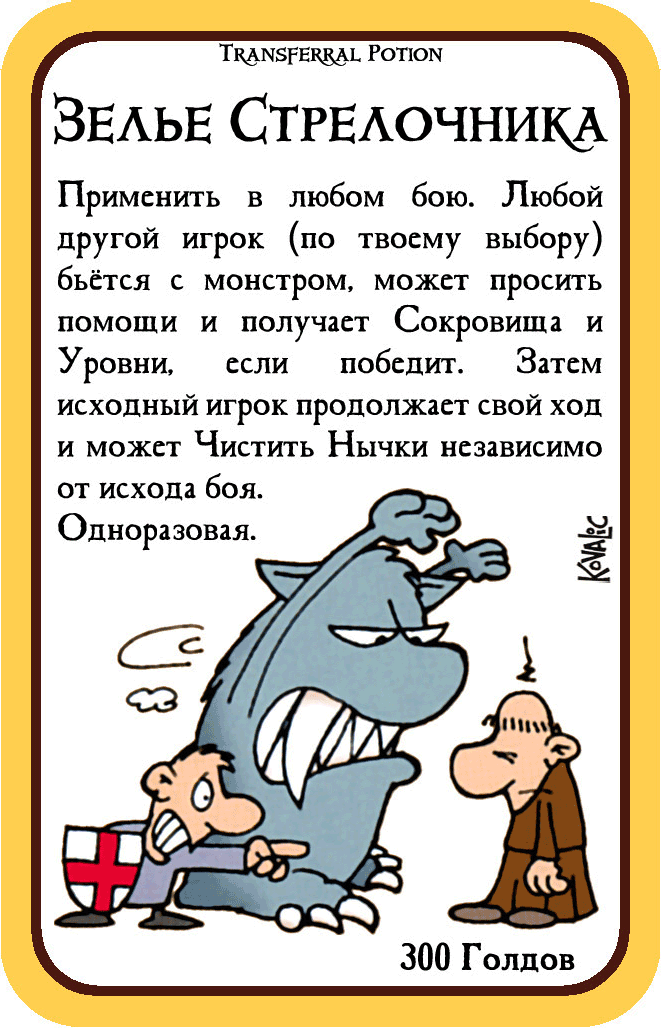 Transferral Potion
Зелье Стрелочника
Применить в любом бою. Любой
другой игрок (по твоему выбору)
бьётся с монстром, может просить
помощи и получает Сокровища и
Уровни, если победит. Затем
исходный игрок продолжает свой ход
и может Чистить Нычки независимо
от исхода боя.
Одноразовая.
Kovalic
300 Голдов